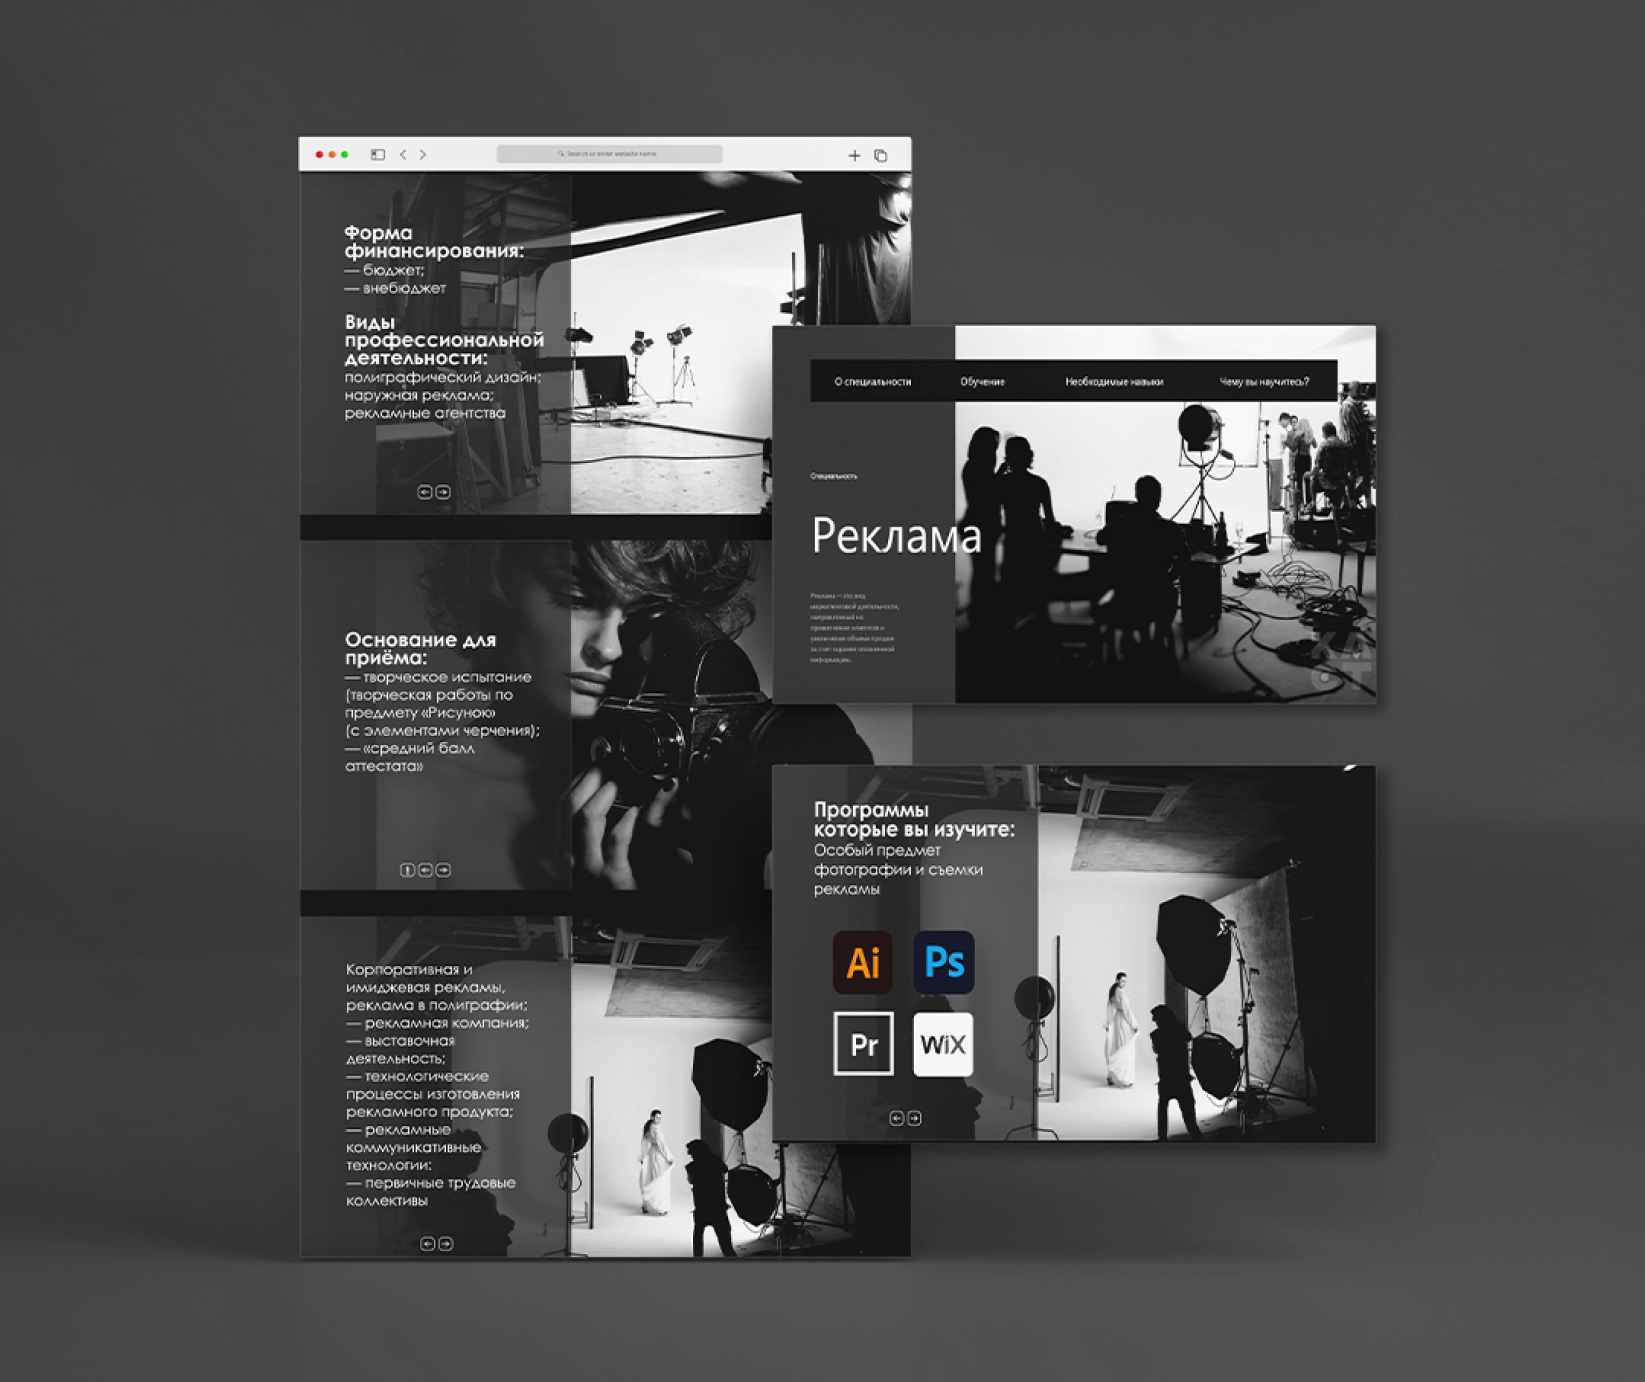 Search or enter website name
Форма
финансирования:
— бюджет;
— внебюджет
Виды
профессиональной
деятельности:
полиграфический дизайн;
наружная реклама;
рекламные агентства
Основание для
приёма:
— творческое испытание
(творческая работы по
предмету «Рисунок»
(с элементами черчения);
— «средний балл
аттестата»
Корпоративная и
имиджевая рекламы,
реклама в полиграфии;
— рекламная компания;
— выставочная
деятельность;
— технологические
процессы изготовления
рекламного продукта;
— рекламные
коммуникативные
технологии:
— первичные трудовые
коллективы
О специальности Обучение Необходимые навыки Чему вы научитесь?
Специальность
Реклама
Реклама — это вид
маркетинговой деятельности,
направленный на
привлечение клиентов и
увеличение объема продаж
за счет заранее оплаченной
информации.
Программы
которые вы изучите:
Особый предмет
фотографии и съемки
рекламы
Ai Ps
Pr WiX